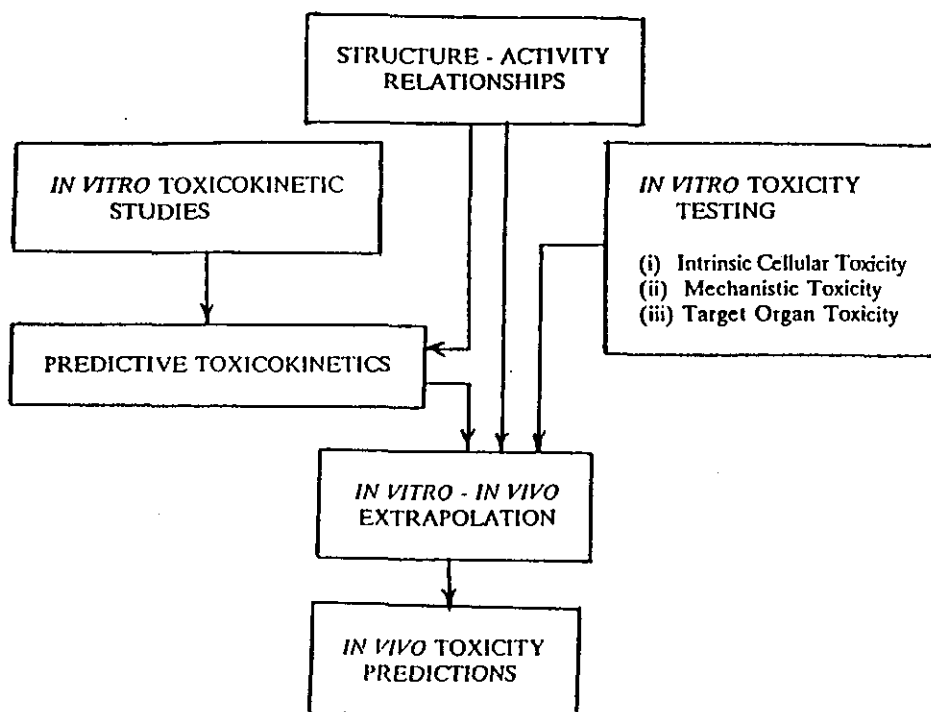 STRUCTURE - ACTIVITY
RELATIONSHIPS
IN VITRO TOXICOKINETIC
STUDIES
IN VITRO TOXICITY
TESTING
(i) Intrinsic Cellular Toxicity
(ii) Mechanistic Toxicity
(iii) Target Organ Toxicity
PREDICTIVE TOXICOKINETICS
IN VITRO - IN VIVO
EXTRAPOLATION
IN VIVO TOXICITY
PREDICTIONS